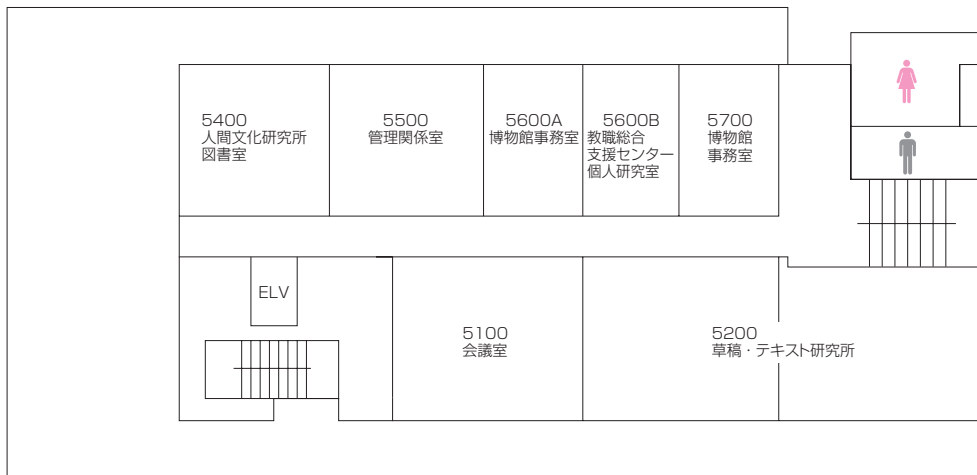 5400
人間文化研究所
図書室
5500
管理関係室
5600A
博物館事務室
5600B
教職総合
支援センター
個人研究室
5700
博物館
事務室
ELV
5100
会議室
5200
草稿・テキスト研究所